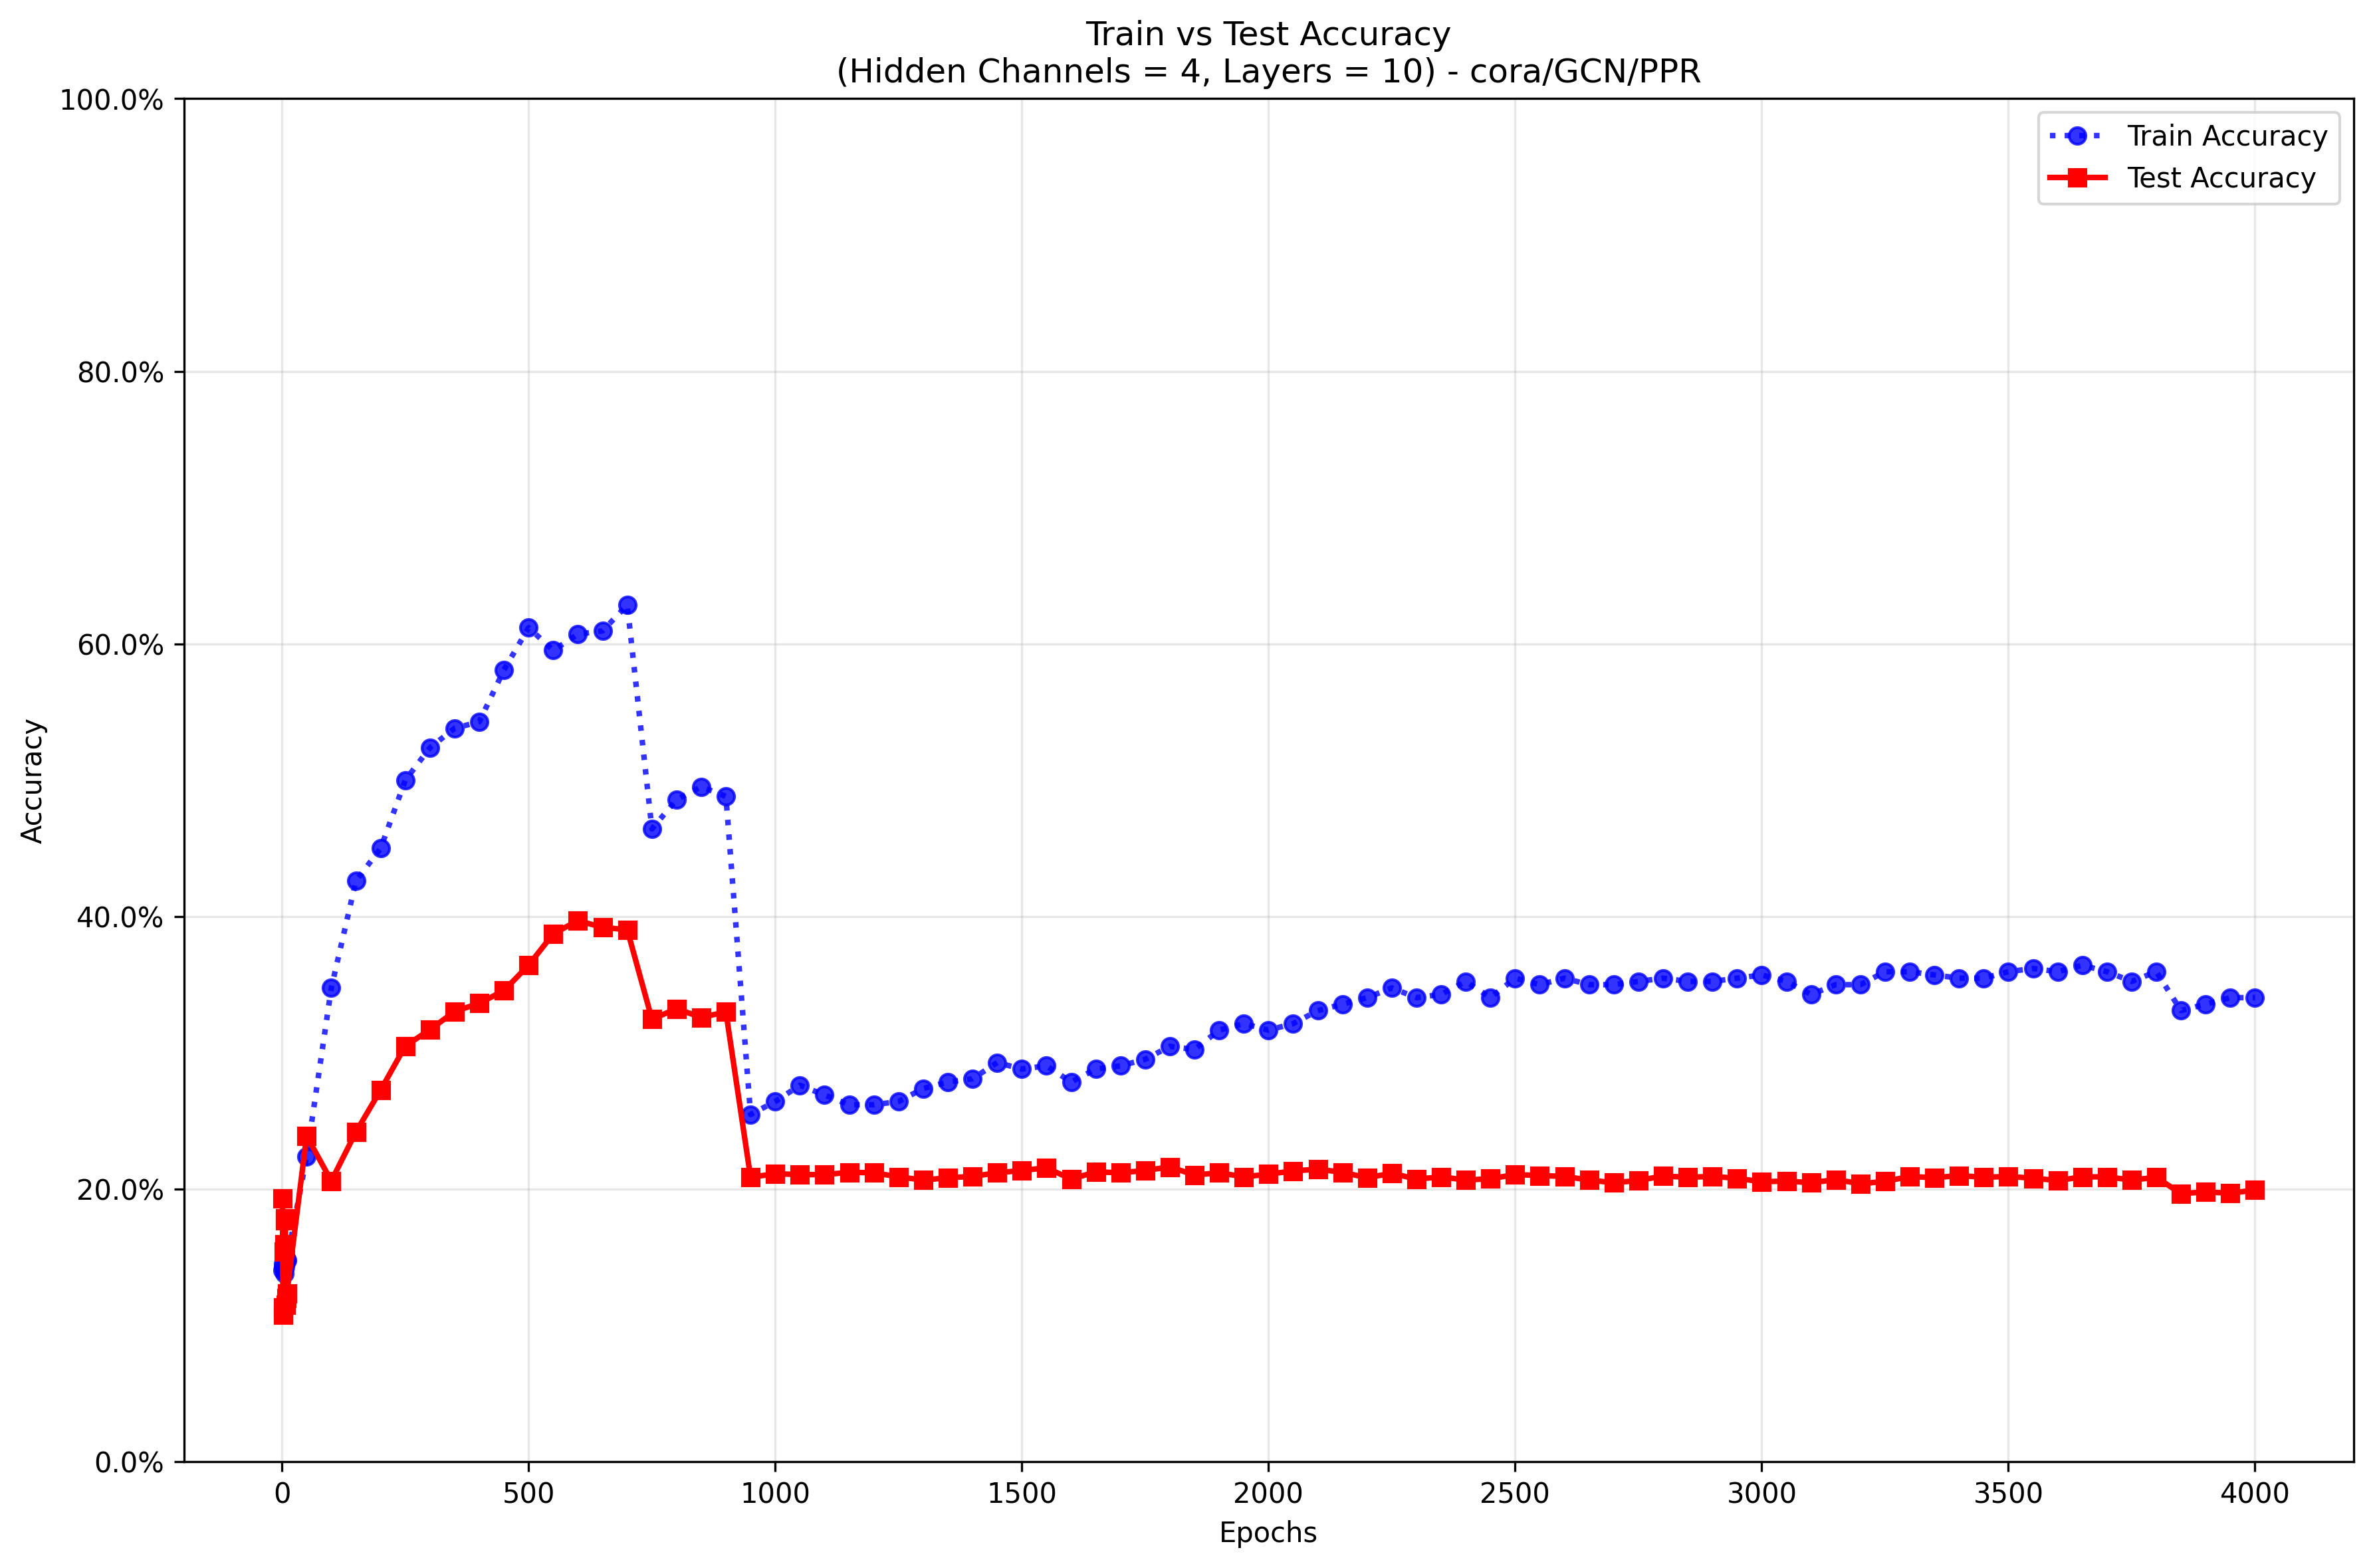 Train vs Test Accuracy
(Hidden Channels = 4, Layers = 10) - cora/GCN/PPR
Train Accuracy
Test Accuracy
Accuracy
100.0%
80.0%
60.0%
40.0%
20.0%
0.0%
0 500 1000 1500 2000 2500 3000 3500 4000
Epochs